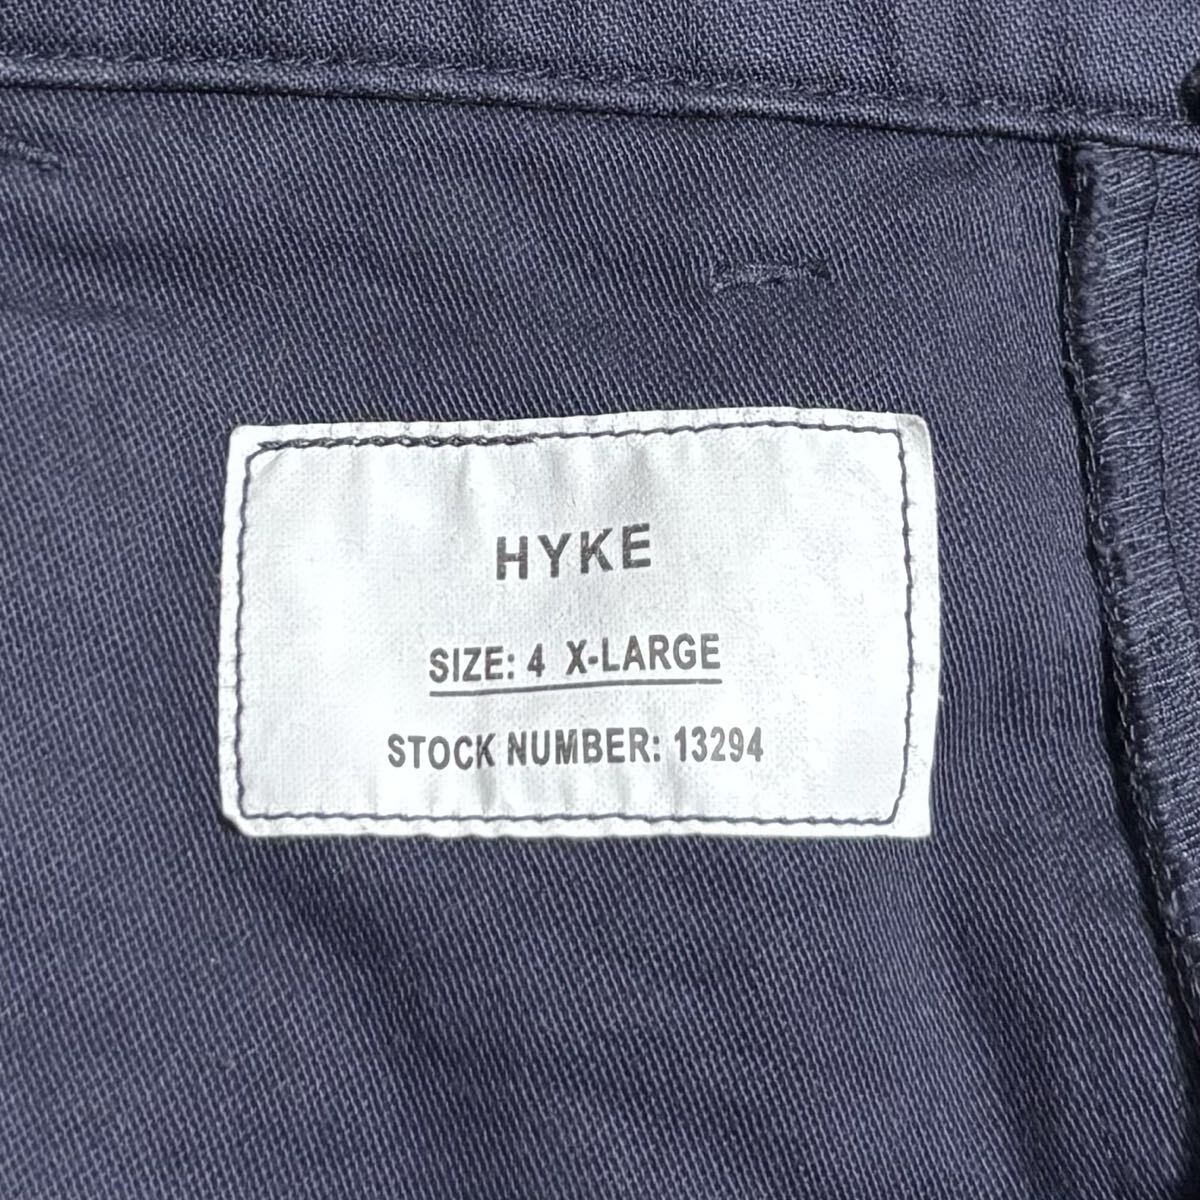 HYKE
SIZE: 4 X-LARGE
STOCK NUMBER: 13294